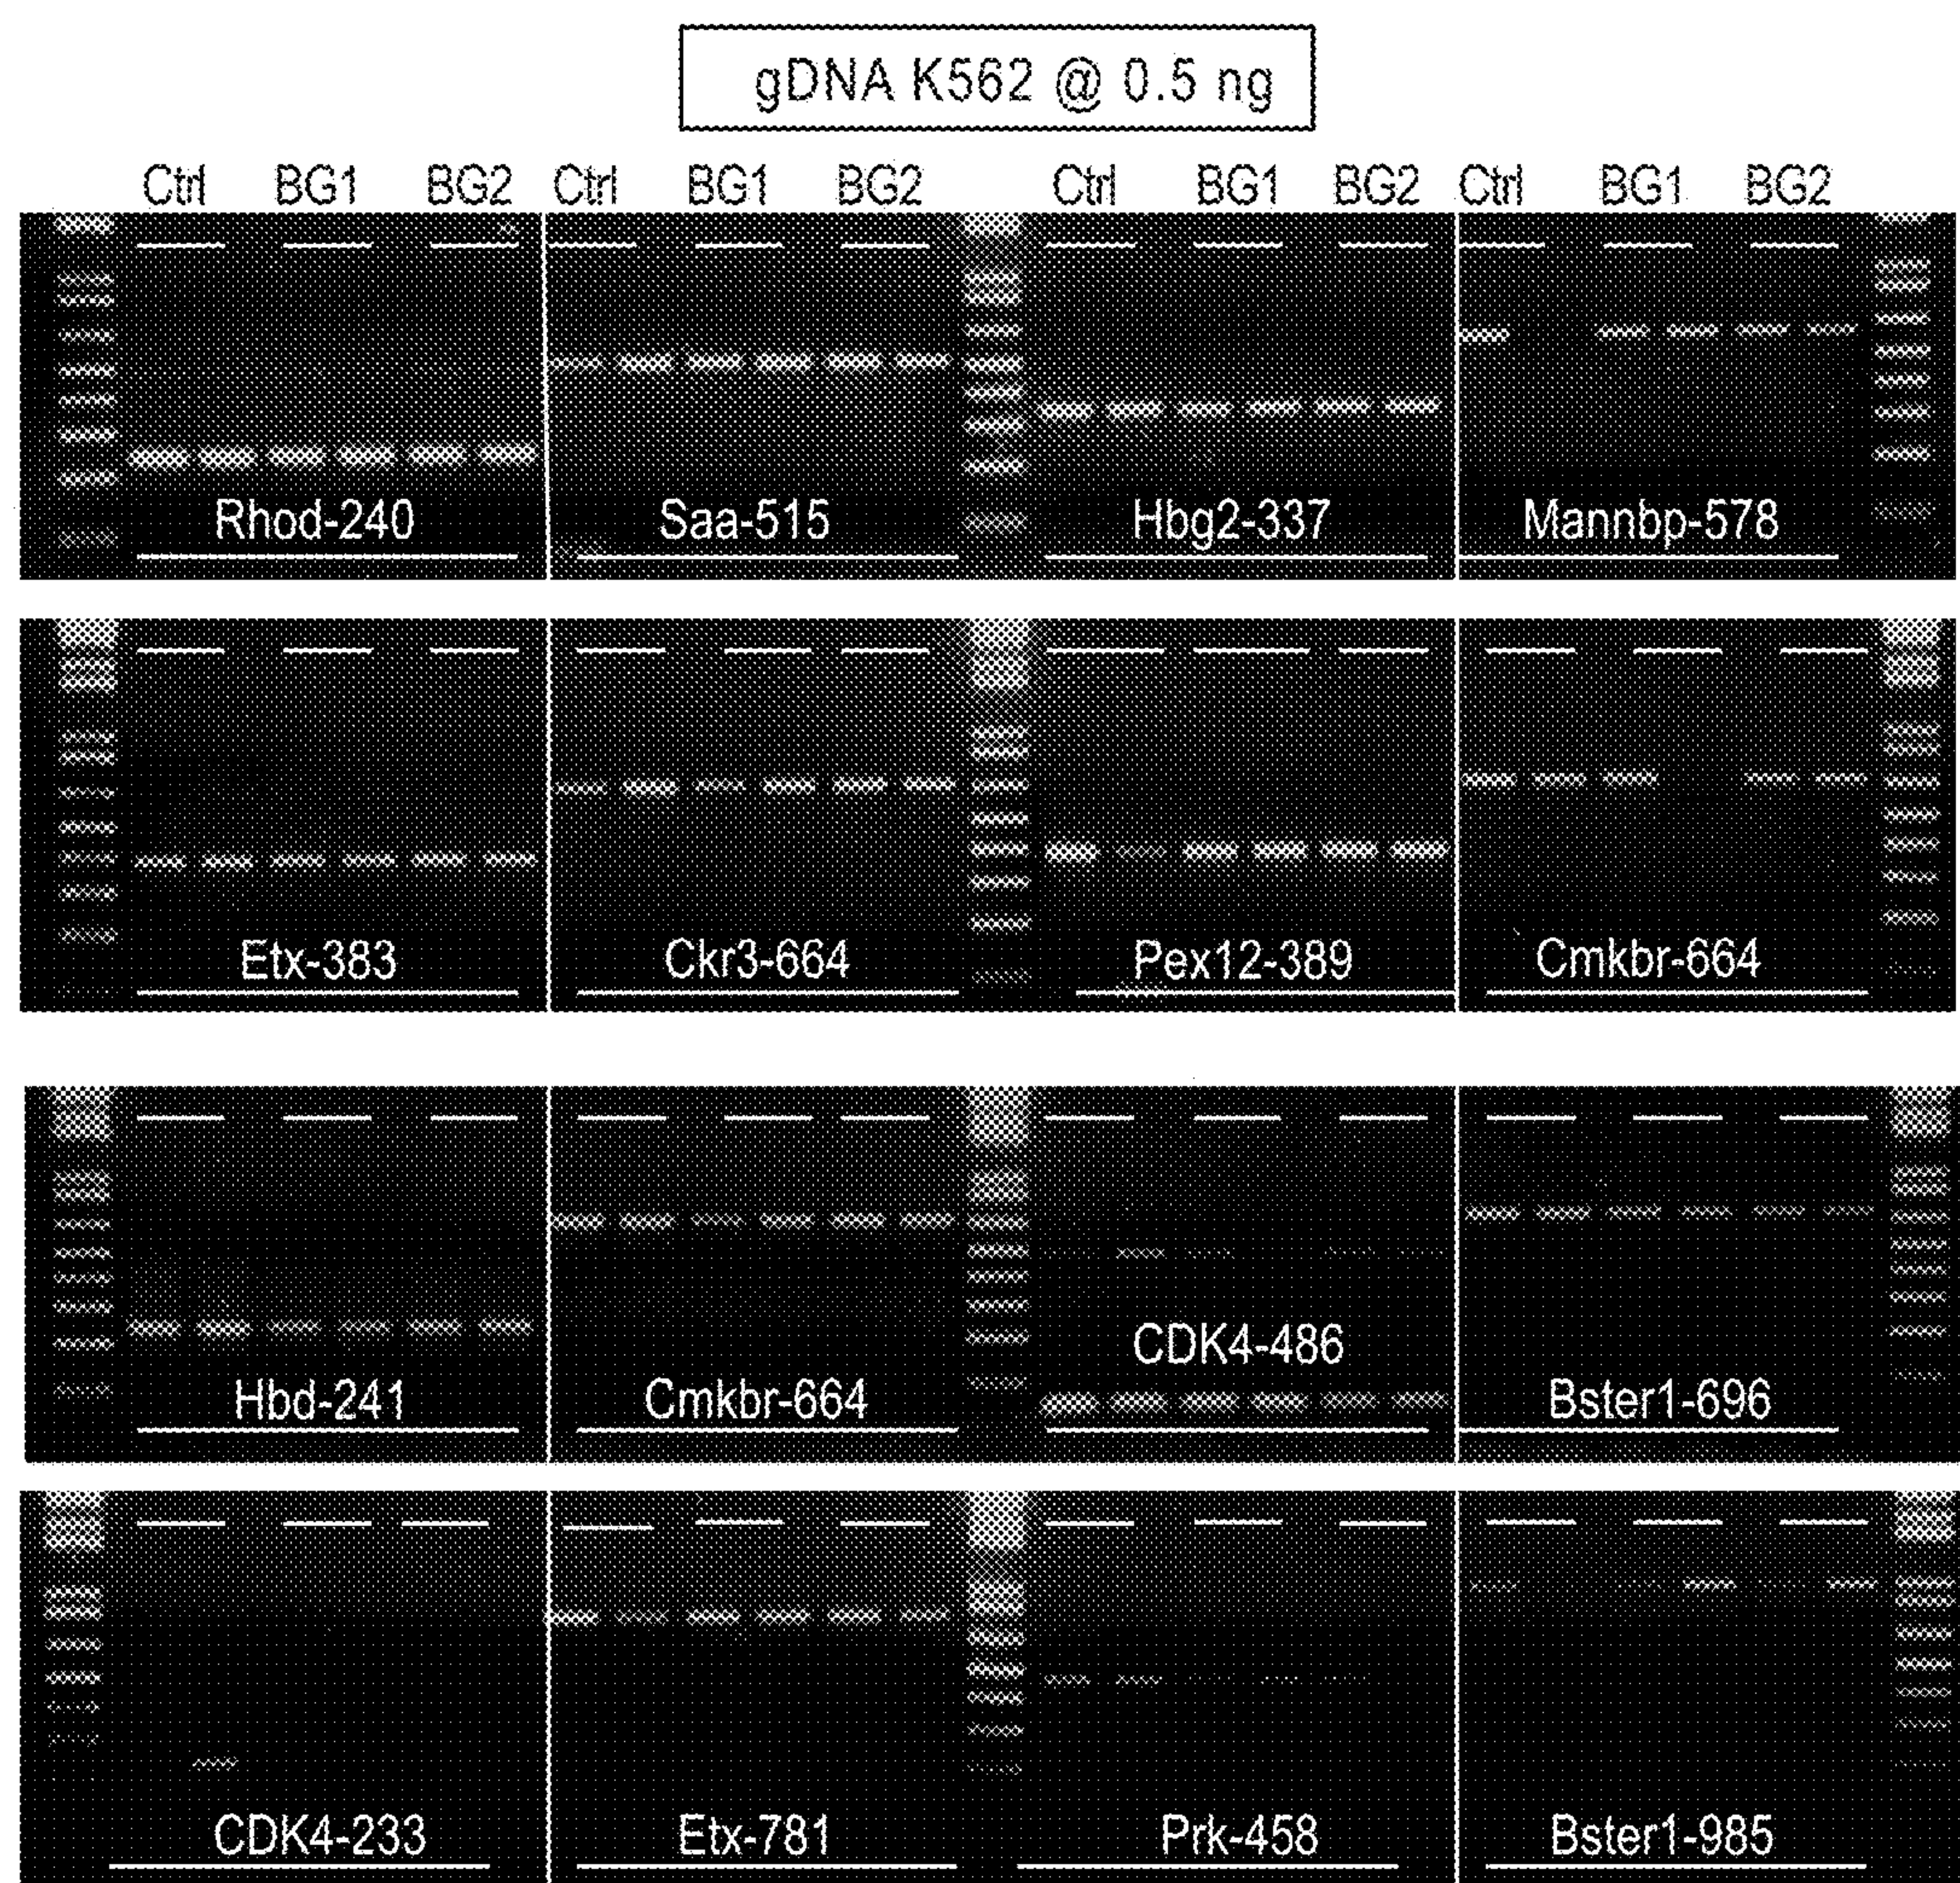 gDNA K562 @ 0.5 ng
Ctrl BG1 BG2 Ctrl BG1 BG2 Ctrl BG1 BG2 Ctrl BG1 BG2
Rhod-240 Saa-515 Hbg2-337 Mannbp-578
Etx-383 Ckr3-664 Pex12-389 Cmkbr-664
CDK4-486
Hbd-241 Cmkbr-664 Bster1-696
CDK4-233 Etx-781 Prk-458 Bster1-985